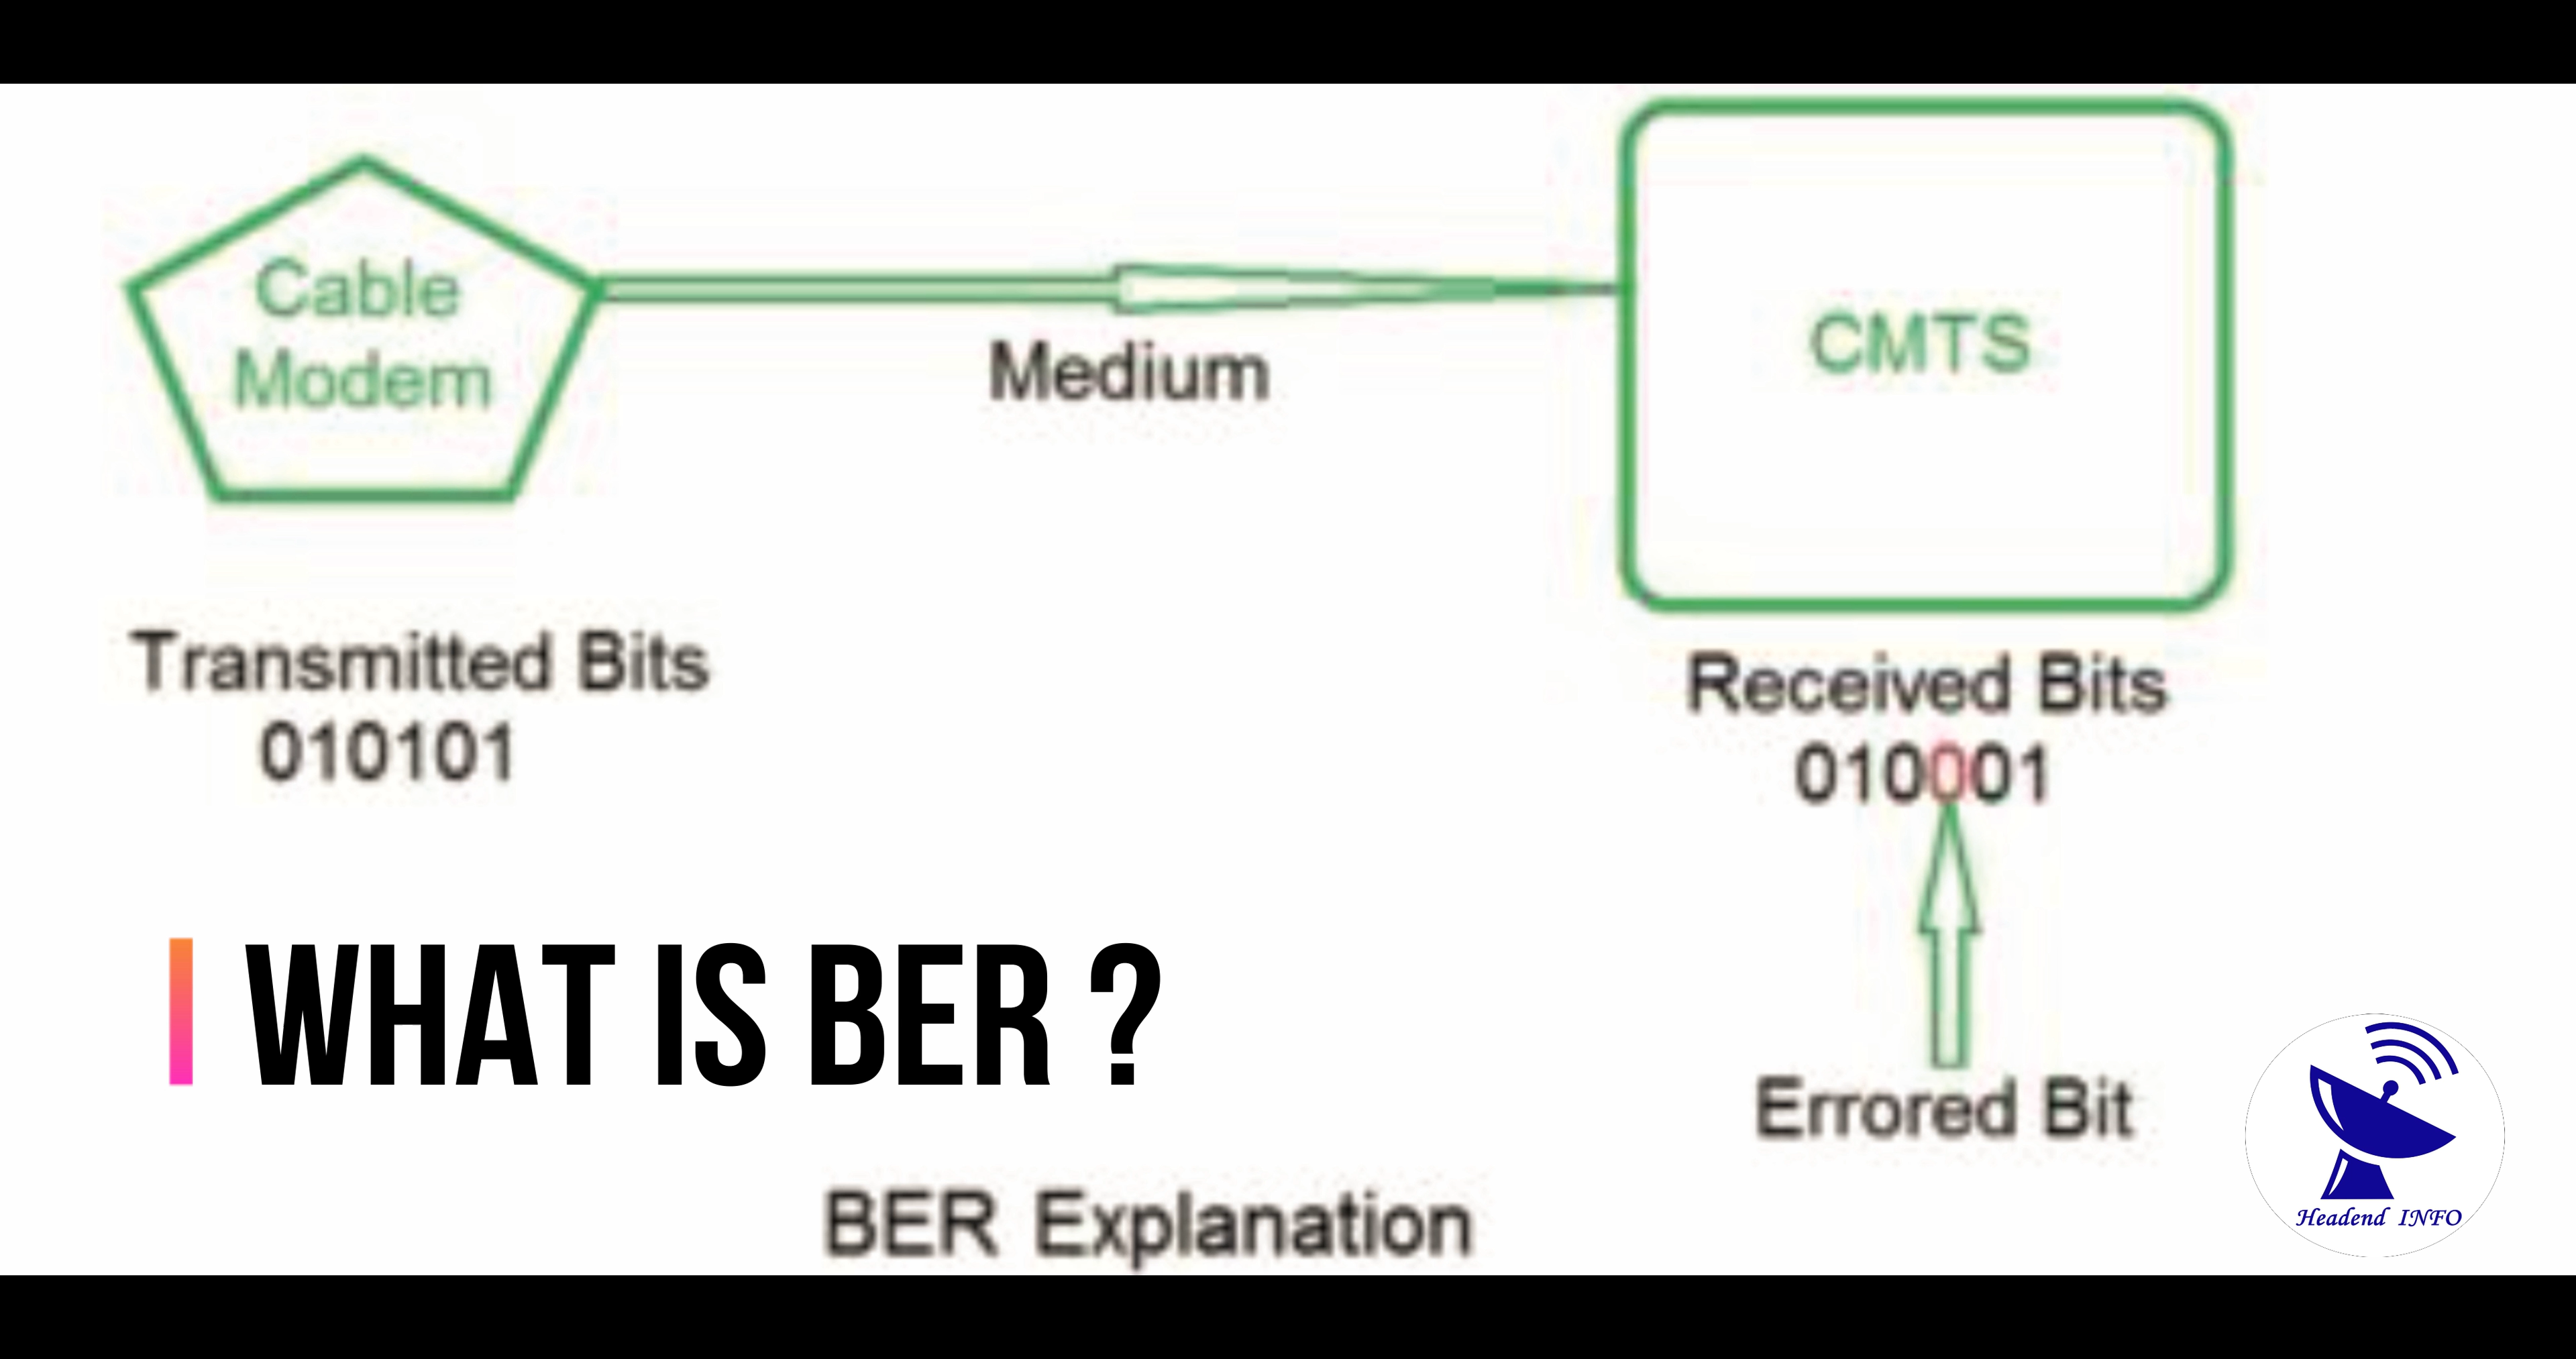 Cable
Modem
Medium
CMTS
Transmitted Bits
010101
Received Bits
010001
WHAT IS BER ?
Errored Bit
BER Explanation
Headend INFO